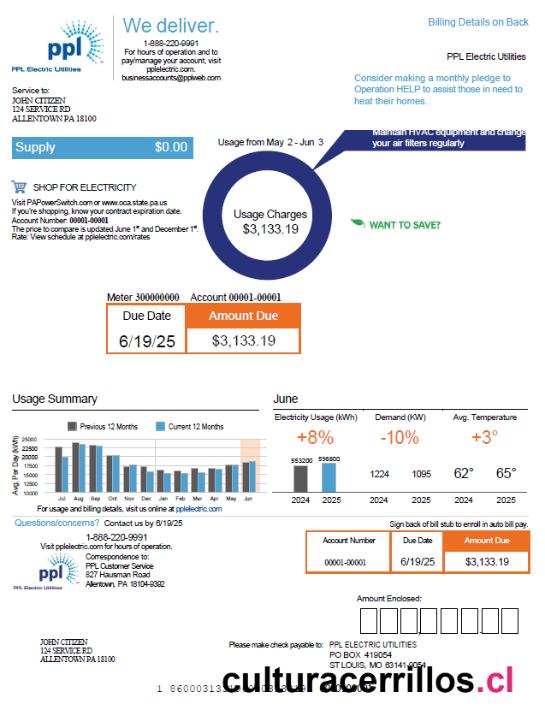 We deliver.
Billing Details on Back
1-888-220-9991
For hours of operation and to
pay/manage your account, visit
pplelectric.com.
businessaccounts@pplweb.com
ppl
PPL Electric Utilities
PPL Electric Utilities
Consider making a monthly pledge to
Operation HELP to assist those in need to
heat their homes.
Service to:
JOHN CITIZEN
124 SERVICE RD
ALLENTOWN PA 18100
Supply $0.00
Usage from May 2 - Jun 3
Maintain HVAC equipment and change
your air filters regularly
SHOP FOR ELECTRICITY
Visit PAPowerSwitch.com or www.oca.state.pa.us
If you're shopping, know your contract expiration date.
Account Number: 00001-00001
The price to compare is updated June 1st and December 1st.
Rate: View schedule at pplelectric.com/rates
Usage Charges
$3,133.19
WANT TO SAVE?
Meter 300000000 Account 00001-00001
Due Date Amount Due
6/19/25 $3,133.19
Usage Summary
Previous 12 Months Current 12 Months
Avg. Per Day (kWh)
25000
20000
17500
15000
12500
10000
Jul Aug Sep Oct Nov Dec Jan Feb Mar Apr May Jun
For usage and billing details, visit us online at pplelectric.com
June
Electricity Usage (kWh) Demand (KW) Avg. Temperature
+8% -10% +3°
553200
1224 1095 62° 65°
2024 2025 2024 2025 2024 2025
Questions/concerns? Contact us by 6/19/25
1-888-220-9991
Visit pplelectric.com for hours of operation.
ppl
PPL Electric Utilities
Correspondence to:
PPL Customer Service
827 Hausman Road
Allentown, PA 18104-9392
Sign back of bill stub to enroll in auto bill pay.
Account Number Due Date Amount Due
00001-00001 6/19/25 $3,133.19
Amount Enclosed:
JOHN CITIZEN
124 SERVICE RD
ALLENTOWN PA 18100
Please make check payable to: PPL ELECTRIC UTILITIES
PO BOX 419054
ST LOUIS, MO 63141-9054
culturacerrillos.cl